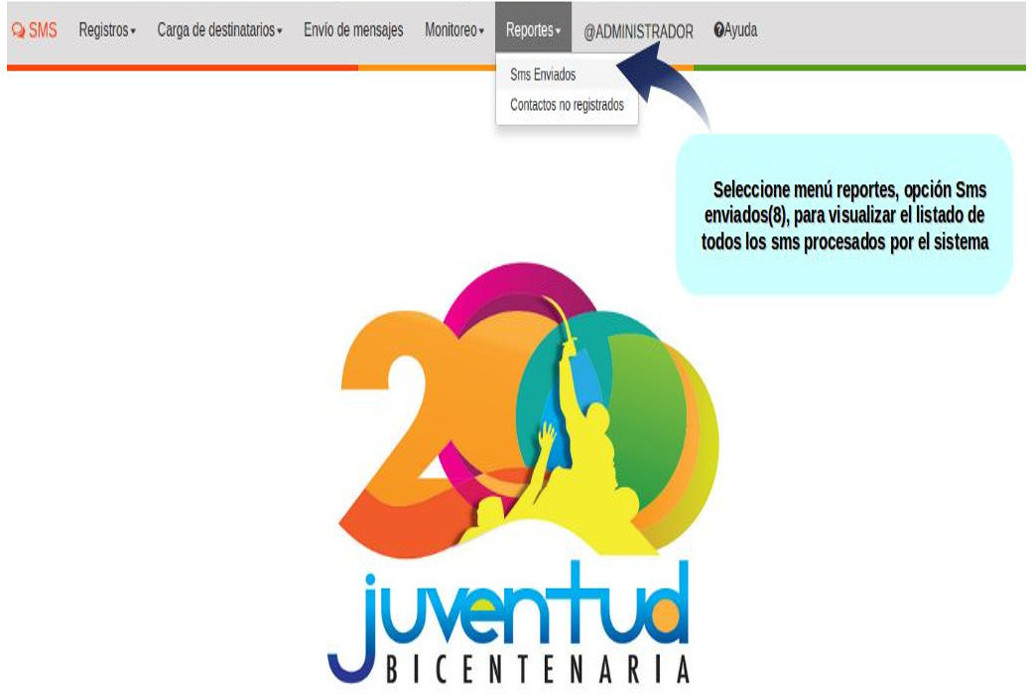 SMS Registros Carga de destinatarios Envío de mensajes Monitoreo Reportes @ADMINISTRADOR Ayuda
Sms Enviados
Contactos no registrados
Seleccione menú reportes, opción Sms
enviados(8), para visualizar el listado de
todos los sms procesados por el sistema
200
juventud
BICENTENARIA